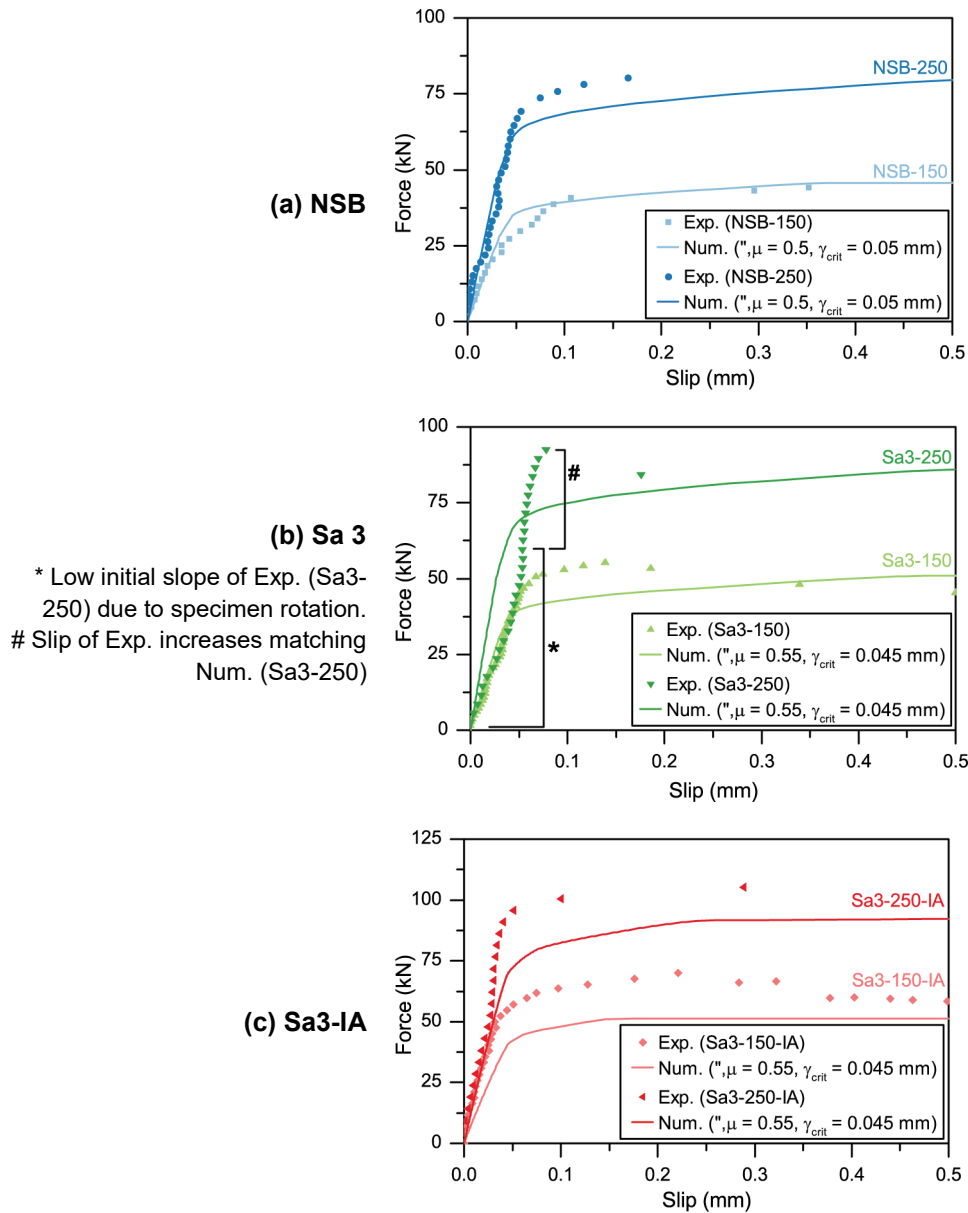 (a) NSB
Force (kN)
100
75
50
25
0
NSB-250
NSB-150
Exp. (NSB-150)
Num. (",μ = 0.5, γcrit = 0.05 mm)
Exp. (NSB-250)
Num. (",μ = 0.5, γcrit = 0.05 mm)
0.0 0.1 0.2 0.3 0.4 0.5
Slip (mm)
(b) Sa 3
* Low initial slope of Exp. (Sa3-
250) due to specimen rotation.
# Slip of Exp. increases matching
Num. (Sa3-250)
Force (kN)
100
75
50
25
0
#
*
Sa3-250
Sa3-150
Exp. (Sa3-150)
Num. (",μ = 0.55, γcrit = 0.045 mm)
Exp. (Sa3-250)
Num. (",μ = 0.55, γcrit = 0.045 mm)
0.0 0.1 0.2 0.3 0.4 0.5
Slip (mm)
(c) Sa3-IA
Force (kN)
125
100
75
50
25
0
Sa3-250-IA
Sa3-150-IA
Exp. (Sa3-150-IA)
Num. (",μ = 0.55, γcrit = 0.045 mm)
Exp. (Sa3-250-IA)
Num. (",μ = 0.55, γcrit = 0.045 mm)
0.0 0.1 0.2 0.3 0.4 0.5
Slip (mm)